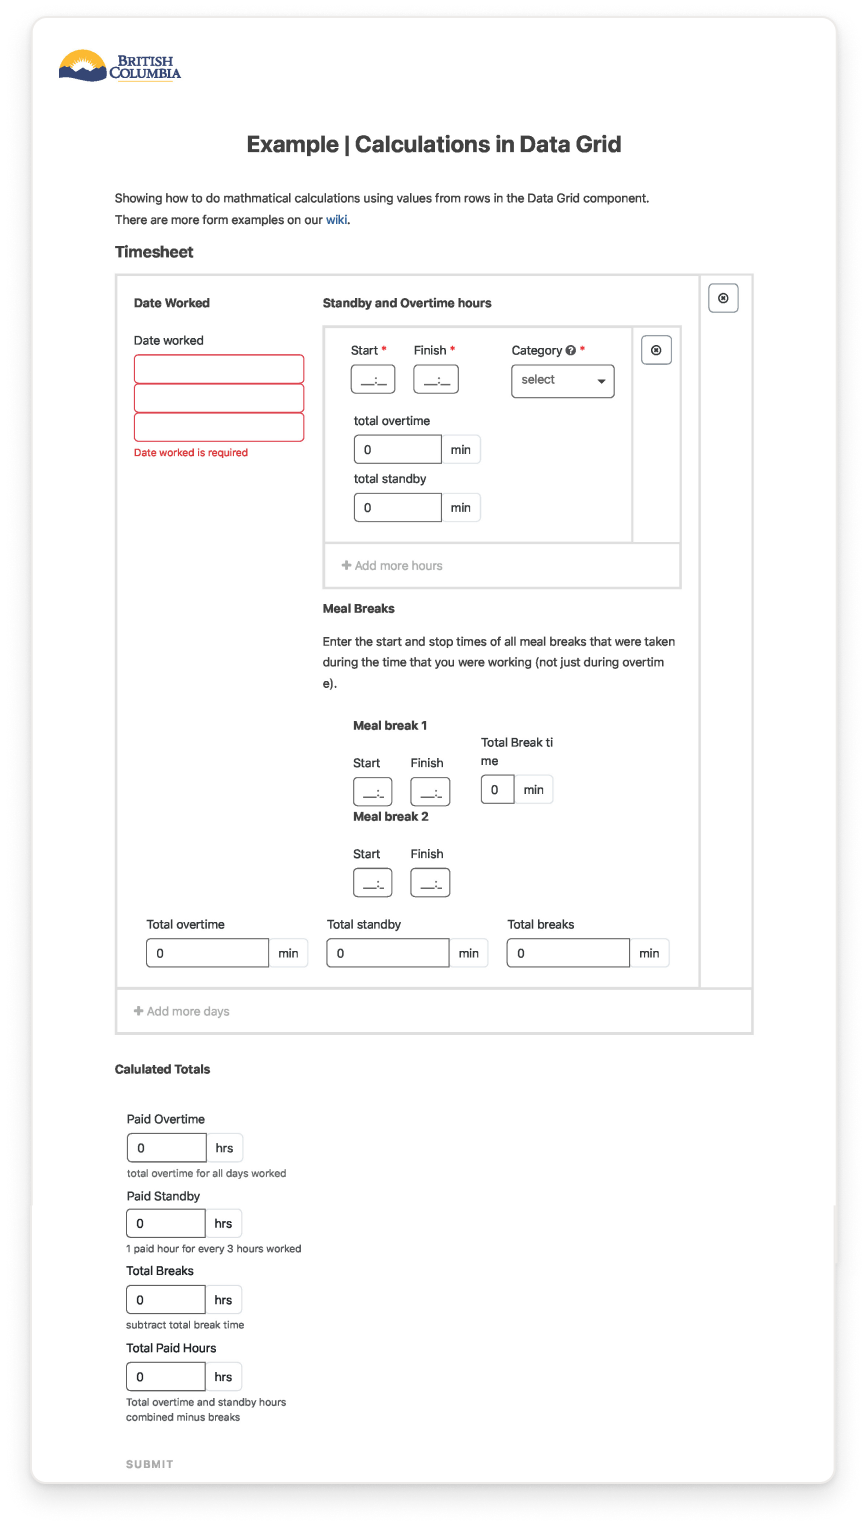 BRITISH
COLUMBIA
Example | Calculations in Data Grid
Showing how to do mathmatical calculations using values from rows in the Data Grid component.
There are more form examples on our wiki.
Timesheet
Date Worked
Standby and Overtime hours
Date worked
Start * Finish * Category ? *
__:_ __:_ select
total overtime
0 min
total standby
0 min
Date worked is required
+ Add more hours
Meal Breaks
Enter the start and stop times of all meal breaks that were taken
during the time that you were working (not just during overtim
e).
Meal break 1
Total Break ti
me
Start Finish
__:_ __:_ 0 min
Meal break 2
Start Finish
__:_ __:_
Total overtime Total standby Total breaks
0 min 0 min 0 min
+ Add more days
Calulated Totals
Paid Overtime
0 hrs
total overtime for all days worked
Paid Standby
0 hrs
1 paid hour for every 3 hours worked
Total Breaks
0 hrs
subtract total break time
Total Paid Hours
0 hrs
Total overtime and standby hours
combined minus breaks
SUBMIT